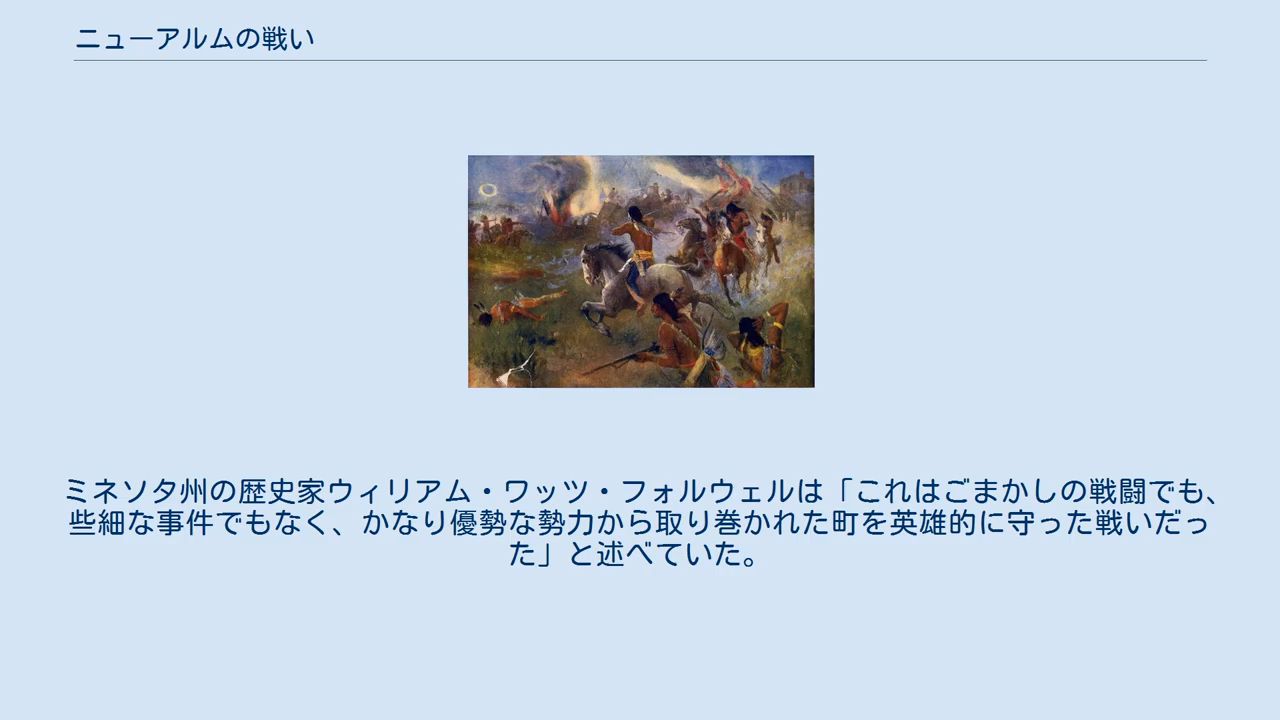 ニューアルムの戦い
ミネソタ州の歴史家ウィリアム・ワッツ・フォルウェルは「これはごまかしの戦闘でも、
些細な事件でもなく、かなり優勢な勢力から取り巻かれた町を英雄的に守った戦いだっ
た」と述べていた。